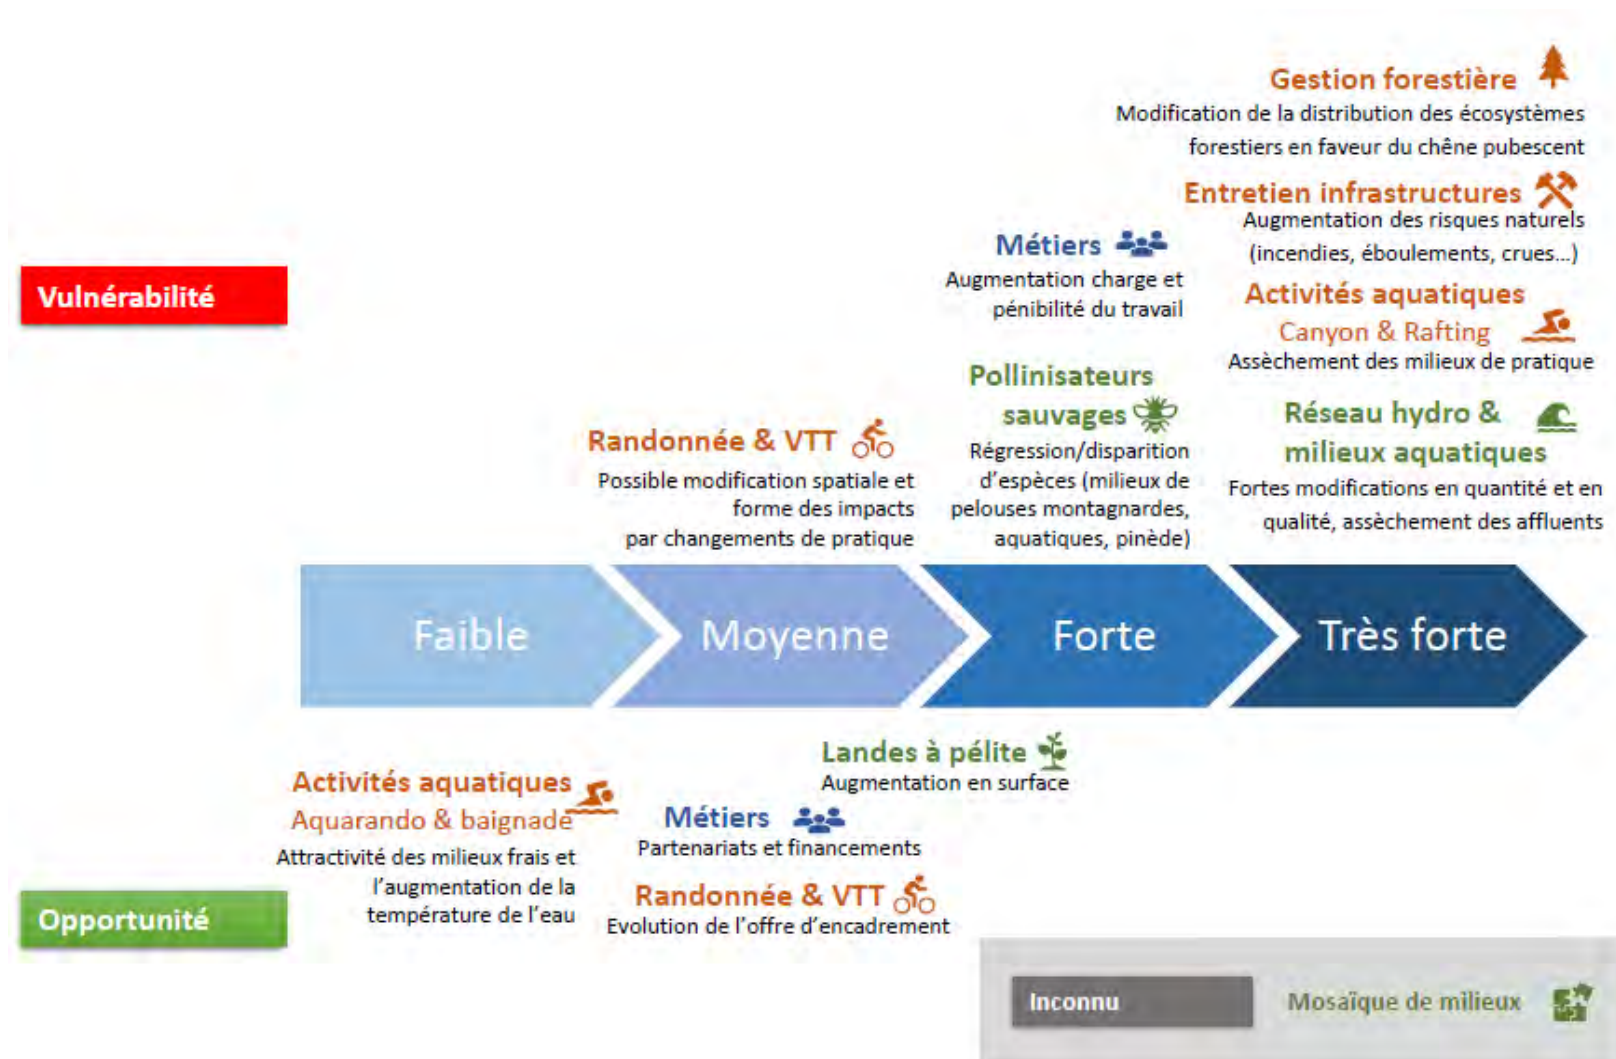 Gestion forestière
Modification de la distribution des écosystèmes
forestiers en faveur du chêne pubescent
Entretien infrastructures
Augmentation des risques naturels
(incendies, éboulements, crues...)
Métiers
Augmentation charge et
pénibilité du travail
Vulnérabilité
Activités aquatiques
Canyon & Rafting
Assèchement des milieux de pratique
Pollinisateurs
sauvages
Régression/disparition
d'espèces (milieux de
pelouses montagnardes,
aquatiques, pinède)
Réseau hydro &
milieux aquatiques
Fortes modifications en quantité et en
qualité, assèchement des affluents
Randonnée & VTT
Possible modification spatiale et
forme des impacts
par changements de pratique
Faible
Moyenne
Forte
Très forte
Activités aquatiques
Aquarando & baignade
Attractivité des milieux frais et
l'augmentation de la
température de l'eau
Landes à pélite
Augmentation en surface
Métiers
Partenariats et financements
Randonnée & VTT
Evolution de l'offre d'encadrement
Opportunité
Inconnu
Mosaïque de milieux